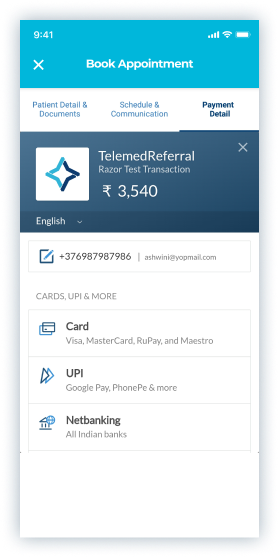 9:41
Book Appointment
Patient Detail & Documents
Schedule & Communication
Payment Detail
TelemedReferral
Razor Test Transaction
₹ 3,540
English
+376987987986 | ashwini@yopmail.com
CARDS, UPI & MORE
Card
Visa, MasterCard, RuPay, and Maestro
UPI
Google Pay, PhonePe & more
Netbanking
All Indian banks